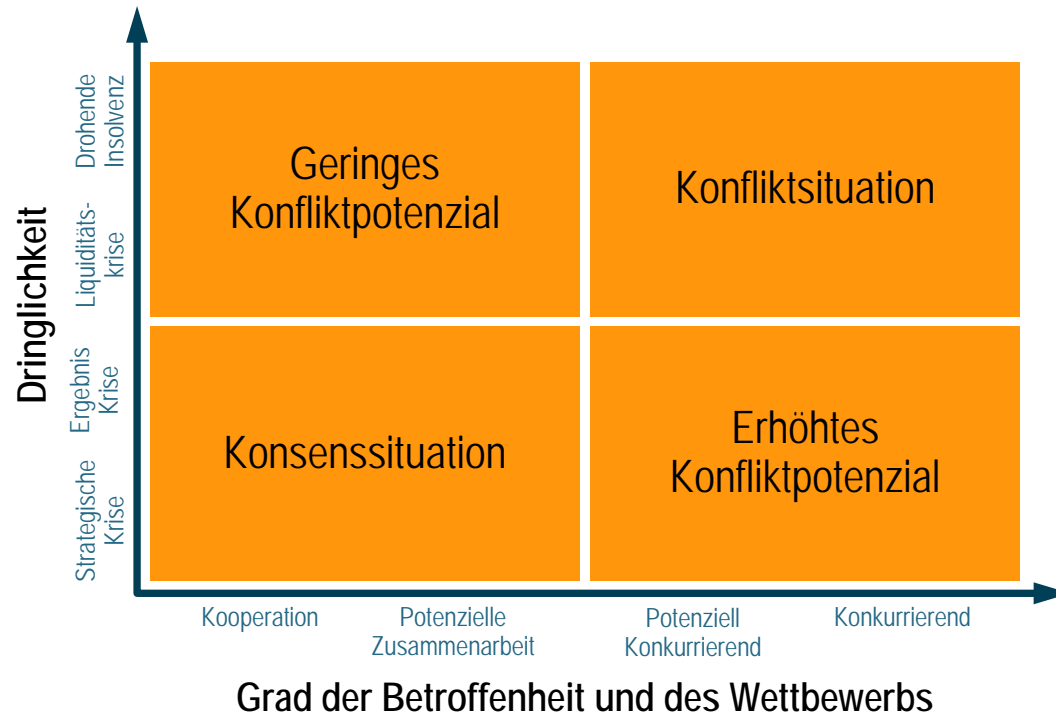 Dringlichkeit
Drohende
Insolvenz
Liquiditäts-
krise
Ergebnis
Krise
Strategische
Krise
Geringes
Konfliktpotenzial
Konfliktsituation
Konsenssituation
Erhöhtes
Konfliktpotenzial
Kooperation
Potenzielle
Zusammenarbeit
Potenziell
Konkurrierend
Konkurrierend
Grad der Betroffenheit und des Wettbewerbs